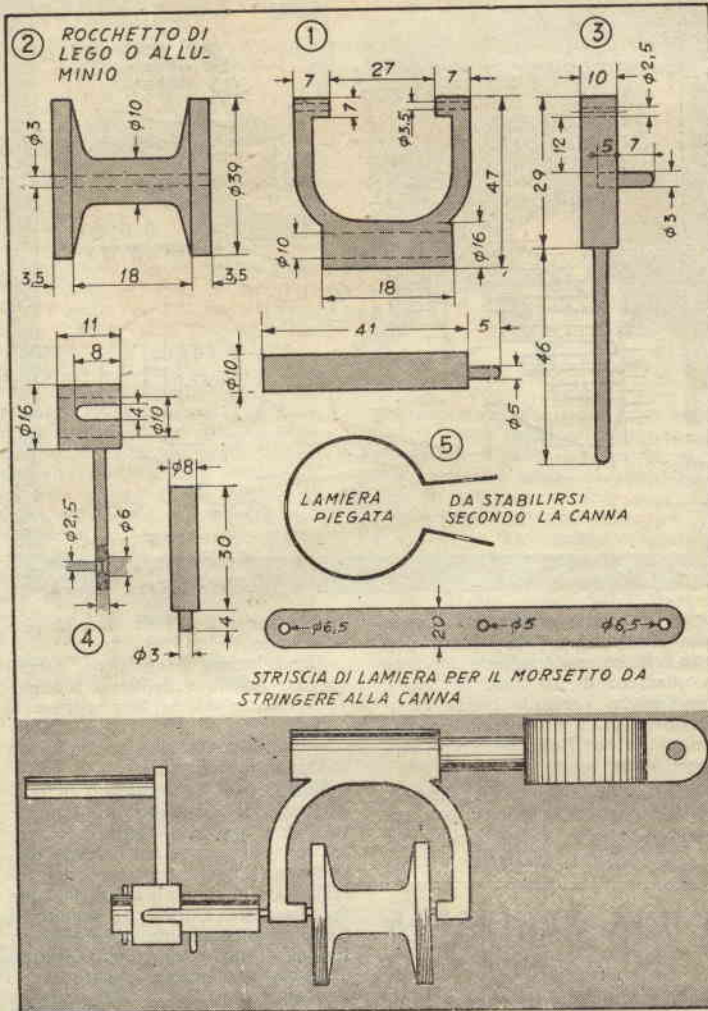 ② ROCCHETTO DI
LEGO O ALLU-
MINIO
φ3
φ10
φ39
3,5
18
3,5
①
7
27
7
7
φ3,5
47
φ10
φ16
18
41
5
φ10
φ5
③
10
φ2,5
12
5
7
29
φ3
46
11
8
φ16
4
φ10
φ2,5
φ6
④
φ8
30
4
φ3
⑤
LAMIERA
PIEGATA
DA STABILIRSI
SECONDO LA CANNA
φ6,5
20
φ5
φ6,5
STRISCIA DI LAMIERA PER IL MORSETTO DA
STRINGERE ALLA CANNA